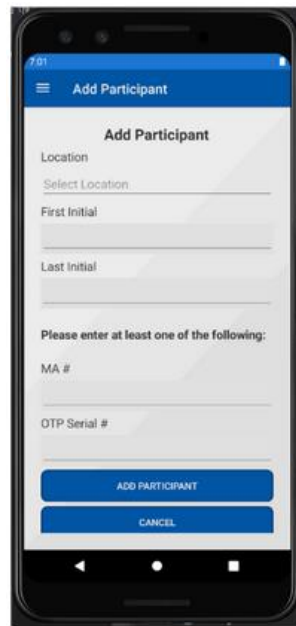 7:01
Add Participant
Add Participant
Location
Select Location
First Initial
Last Initial
Please enter at least one of the following:
MA #
OTP Serial #
ADD PARTICIPANT
CANCEL